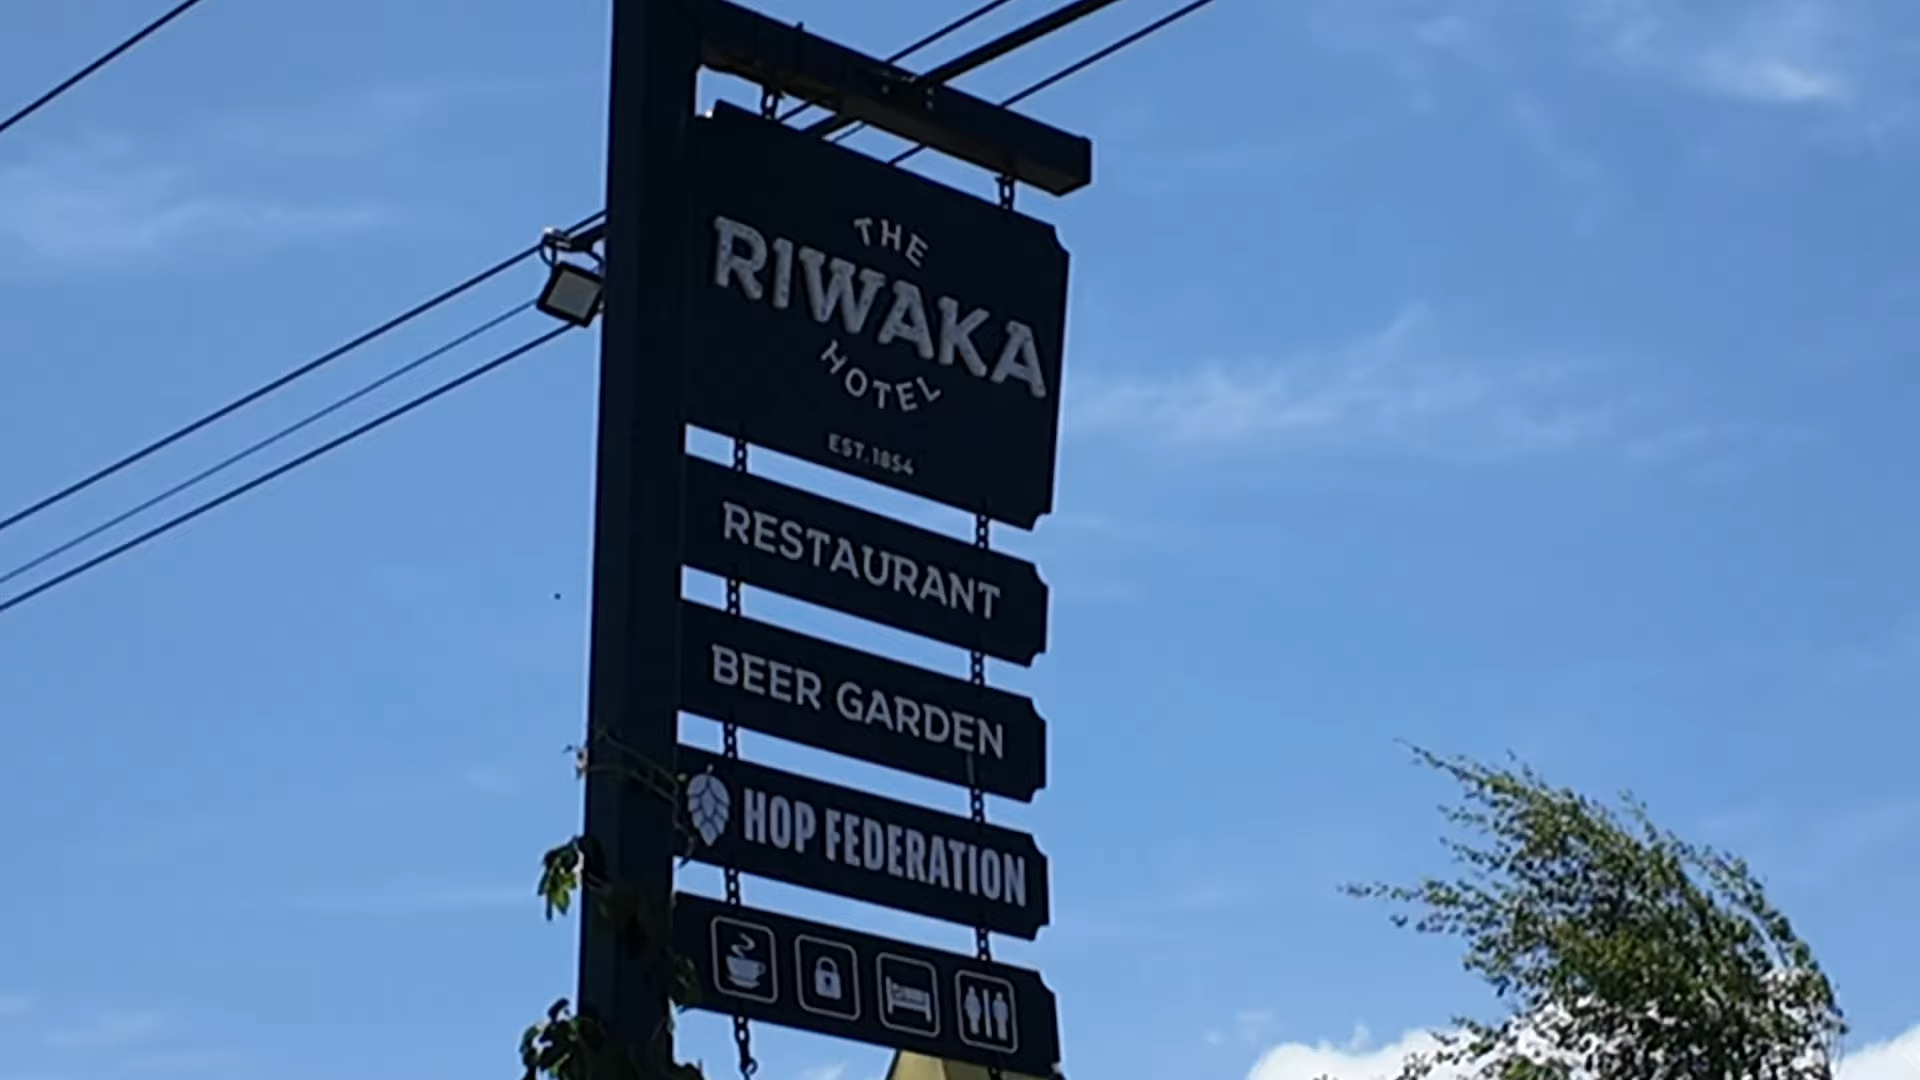 THE
RIWAKA
HOTEL
EST. 1854
RESTAURANT
BEER GARDEN
HOP FEDERATION